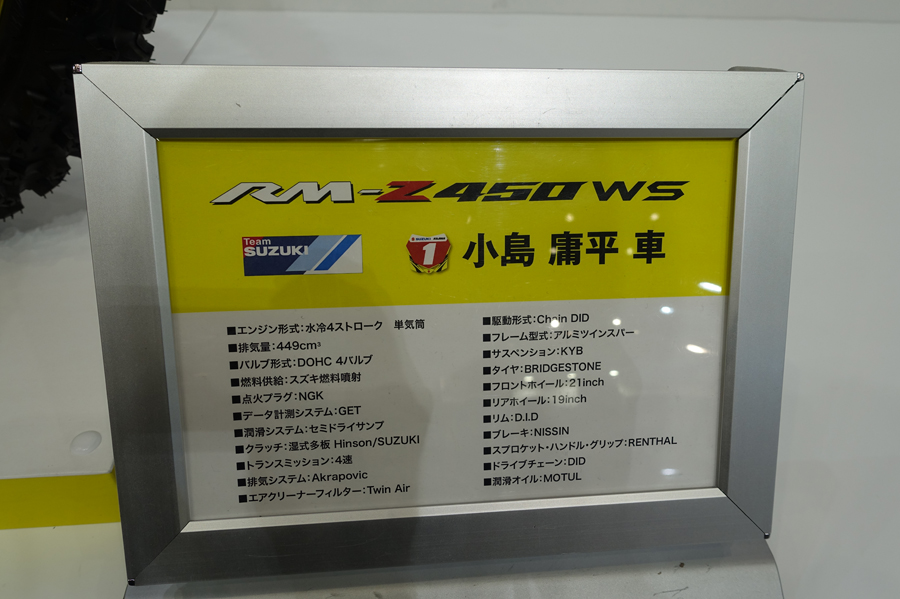 RM-Z450WS
Team
SUZUKI
1
小島 庸平 車
■エンジン形式:水冷4ストローク 単気筒
■排気量:449cm³
■バルブ形式:DOHC 4バルブ
■燃料供給:スズキ燃料噴射
■点火プラグ:NGK
■データ計測システム:GET
■潤滑システム:セミドライサンプ
■クラッチ:湿式多板 Hinson/SUZUKI
■トランスミッション:4速
■排気システム:Akrapovic
■エアクリーナーフィルター:Twin Air
■駆動形式:Chain DID
■フレーム型式:アルミツインスパー
■サスペンション:KYB
■タイヤ:BRIDGESTONE
■フロントホイール:21inch
■リアホイール:19inch
■リム:D.I.D
■ブレーキ:NISSIN
■スプロケット・ハンドル・グリップ:RENTHAL
■ドライブチェーン:DID
■潤滑オイル:MOTUL